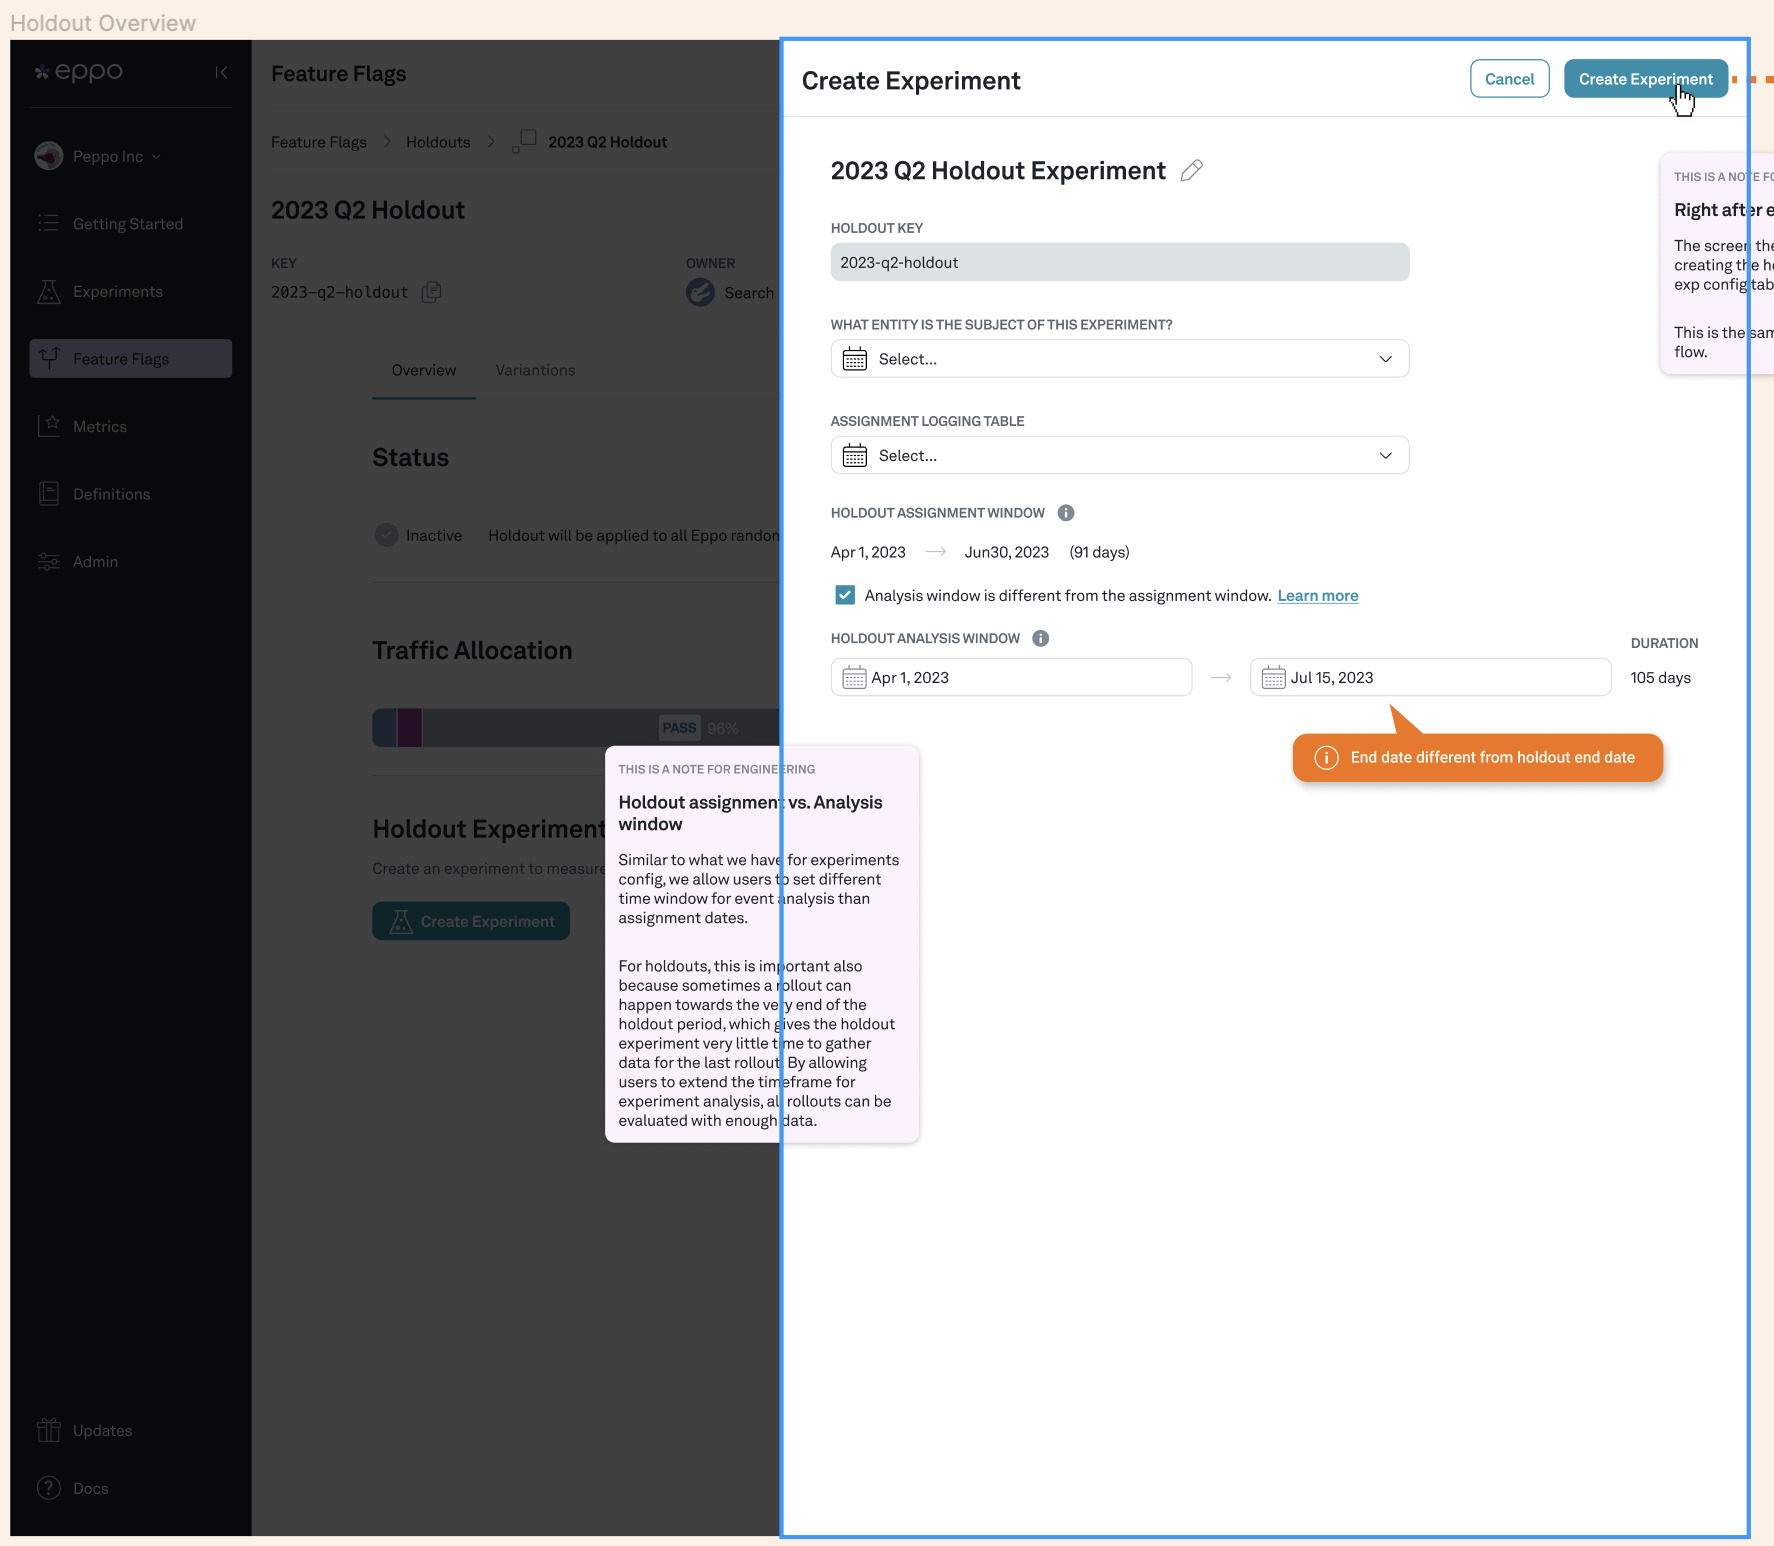 Holdout Overview
eppo
Peppo Inc
Getting Started
Experiments
Feature Flags
Metrics
Definitions
Admin
Updates
Docs
Feature Flags
Feature Flags
Holdouts
2023 Q2 Holdout
2023 Q2 Holdout
KEY
2023-q2-holdout
OWNER
Search
Overview
Variantions
Status
Inactive
Holdout will be applied to all Eppo random
Traffic Allocation
PASS 96%
Holdout Experiment
Create an experiment to measure
Create Experiment
THIS IS A NOTE FOR ENGINEERING
Holdout assignment vs. Analysis
window
Similar to what we have for experiments
config, we allow users to set different
time window for event analysis than
assignment dates.
For holdouts, this is important also
because sometimes a rollout can
happen towards the very end of the
holdout period, which gives the holdout
experiment very little time to gather
data for the last rollout. By allowing
users to extend the timeframe for
experiment analysis, all rollouts can be
evaluated with enough data.
Create Experiment
Cancel
Create Experiment
2023 Q2 Holdout Experiment
HOLDOUT KEY
2023-q2-holdout
WHAT ENTITY IS THE SUBJECT OF THIS EXPERIMENT?
Select...
ASSIGNMENT LOGGING TABLE
Select...
HOLDOUT ASSIGNMENT WINDOW
Apr 1, 2023 → Jun30, 2023 (91 days)
Analysis window is different from the assignment window. Learn more
HOLDOUT ANALYSIS WINDOW
DURATION
Apr 1, 2023 → Jul 15, 2023
105 days
End date different from holdout end date
THIS IS A NOTE
Right after
The screen
creating the
exp config tab
This is the
flow.